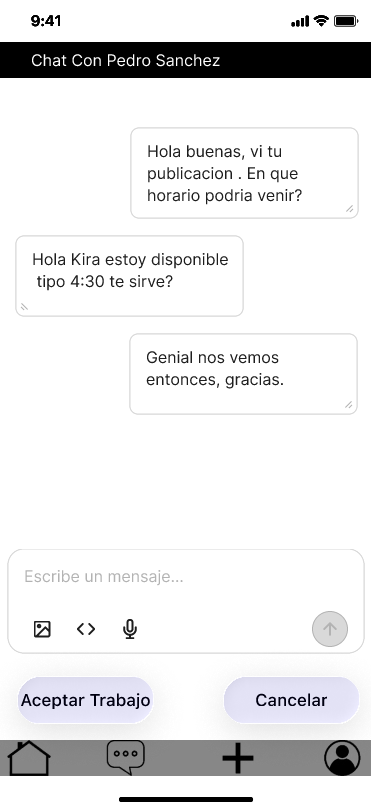 9:41
Chat Con Pedro Sanchez
Hola buenas, vi tu
publicacion . En que
horario podria venir?
Hola Kira estoy disponible
tipo 4:30 te sirve?
Genial nos vemos
entonces, gracias.
Escribe un mensaje...
Aceptar Trabajo
Cancelar